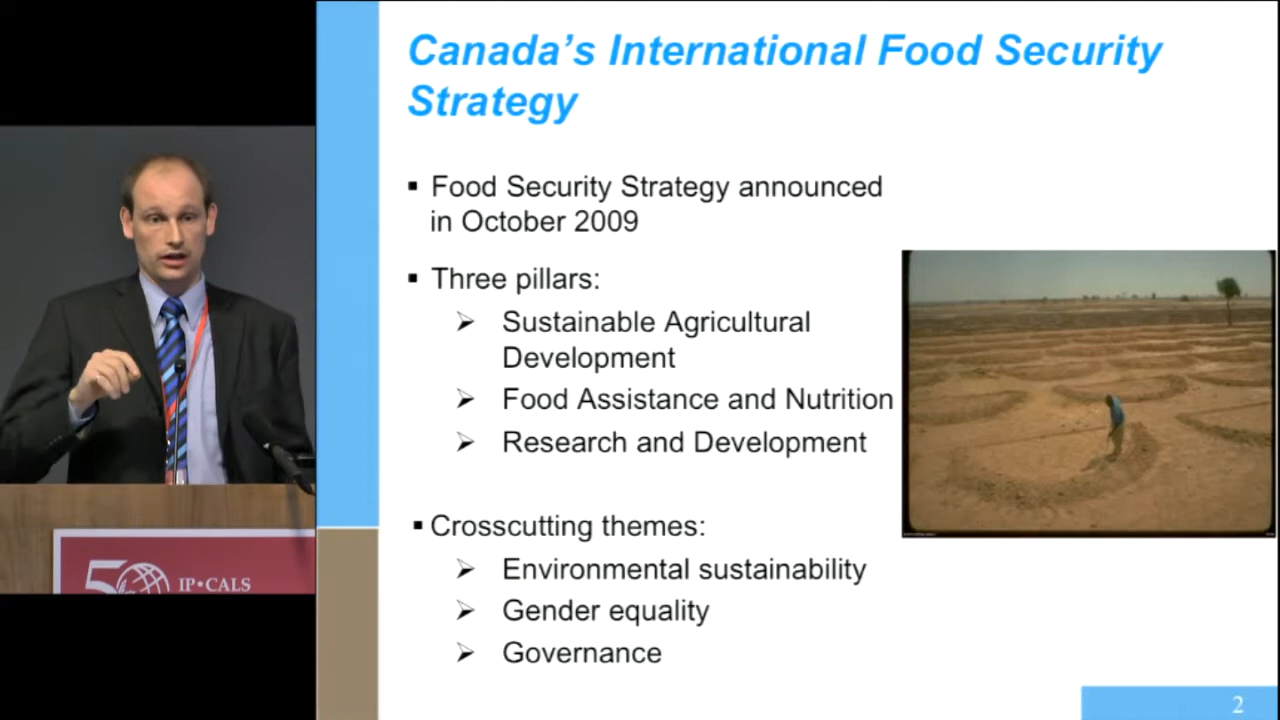 Canada's International Food Security
Strategy
▪ Food Security Strategy announced
in October 2009
▪ Three pillars:
➢ Sustainable Agricultural
Development
➢ Food Assistance and Nutrition
➢ Research and Development
▪ Crosscutting themes:
➢ Environmental sustainability
➢ Gender equality
➢ Governance
2
50 IP•CALS